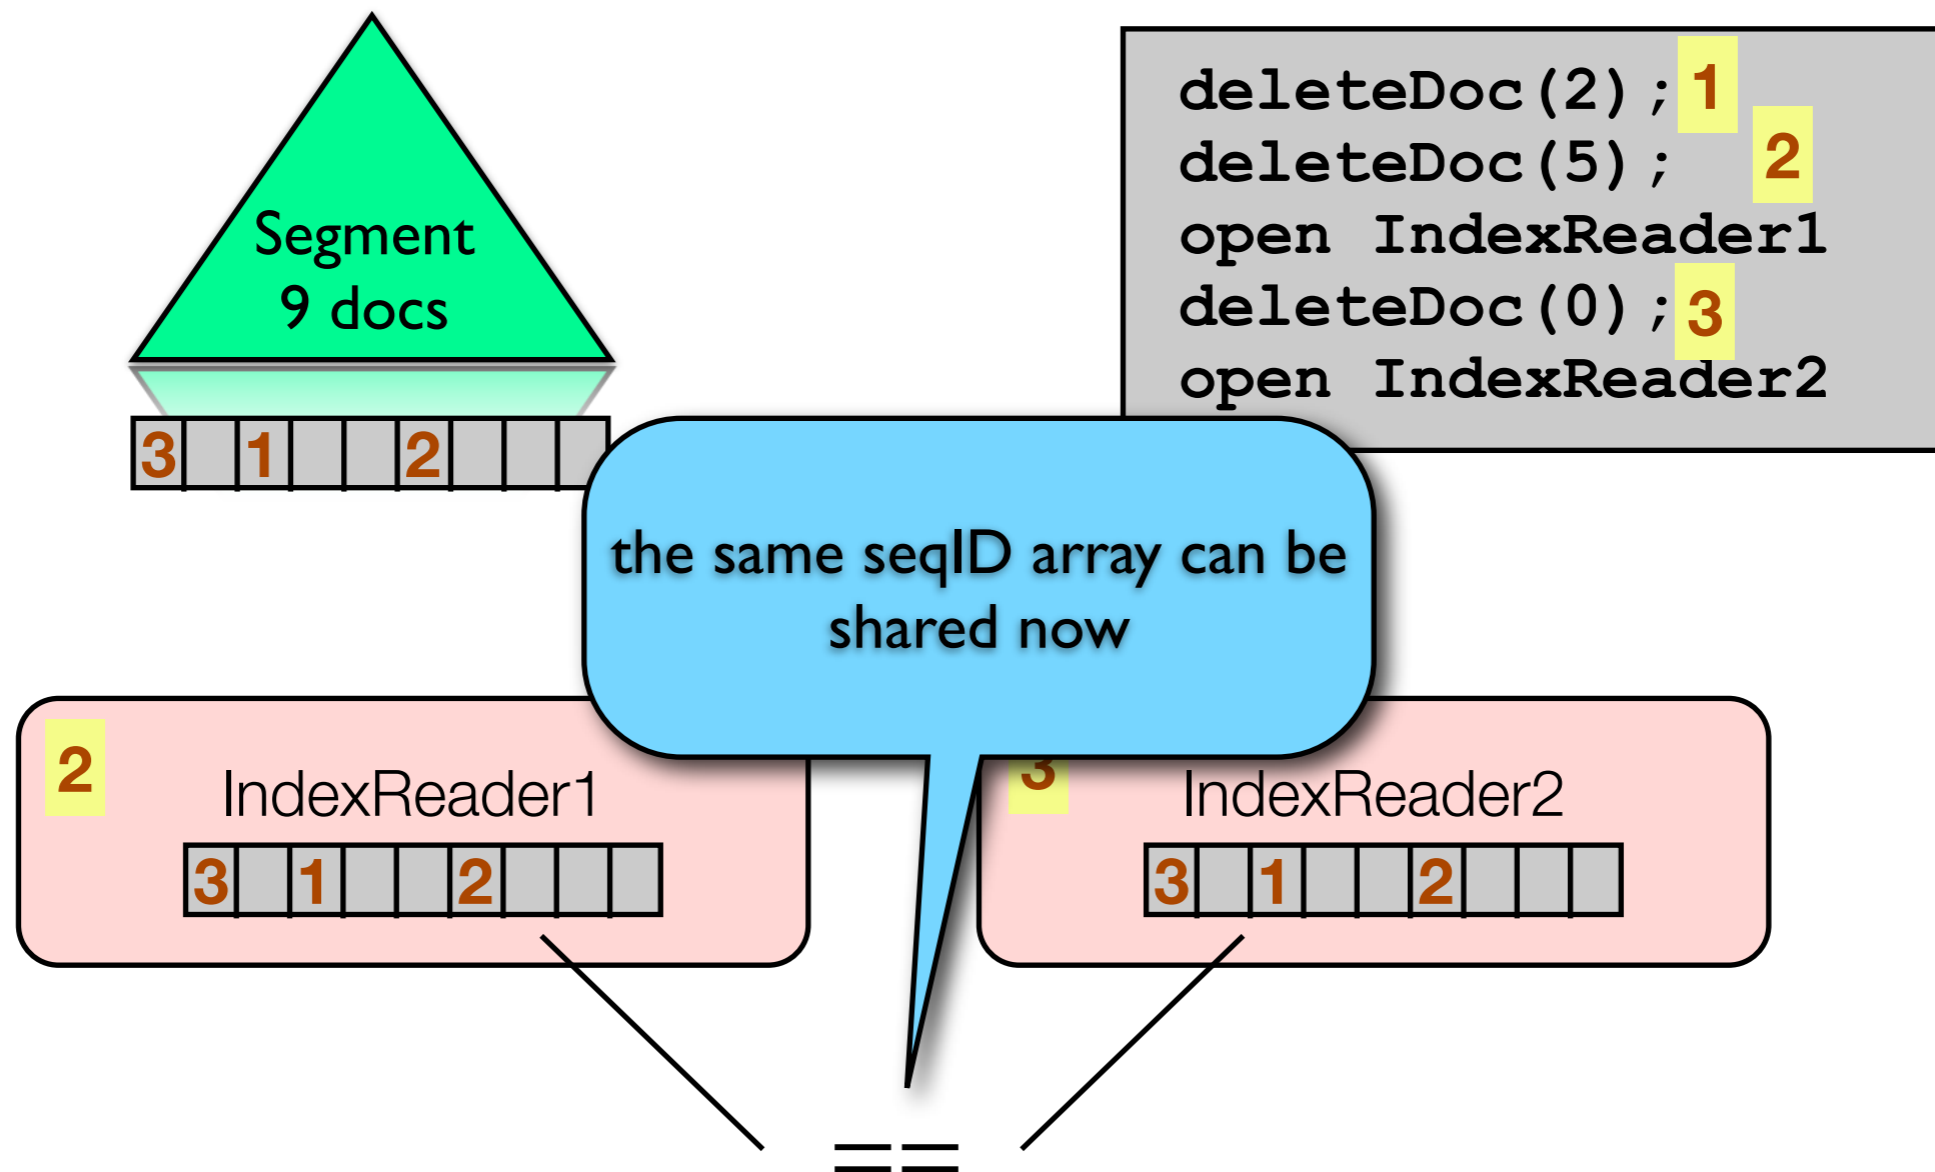 Segment
9 docs
3 1 2
deleteDoc(2); 1
deleteDoc(5); 2
open IndexReader1
deleteDoc(0); 3
open IndexReader2
the same seqID array can be
shared now
2
IndexReader1
3 1 2
3
IndexReader2
3 1 2
==